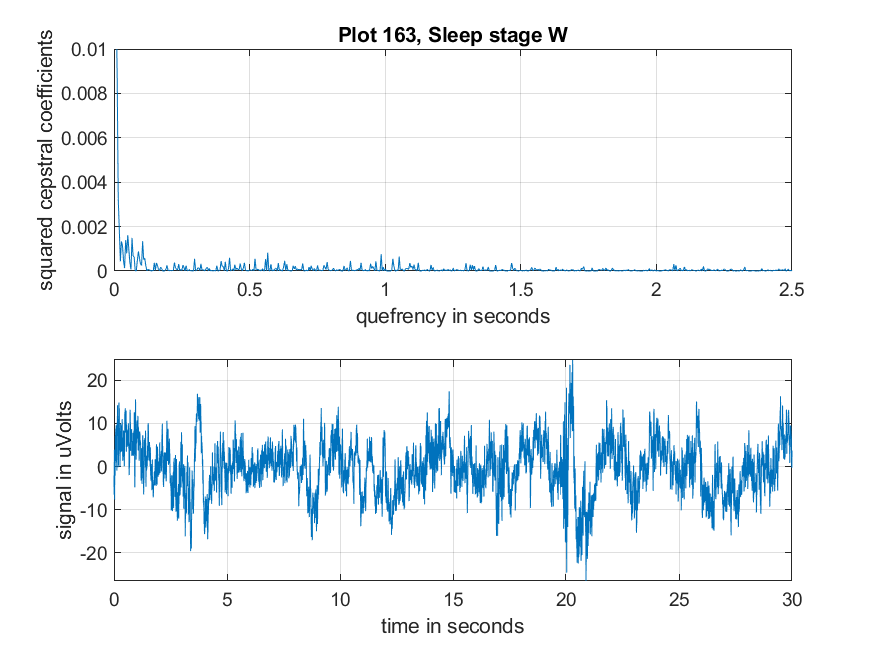 Plot 163, Sleep stage W
squared cepstral coefficients
0.01
0.008
0.006
0.004
0.002
0
0 0.5 1 1.5 2 2.5
quefrency in seconds
signal in uVolts
20
10
0
-10
-20
0 5 10 15 20 25 30
time in seconds